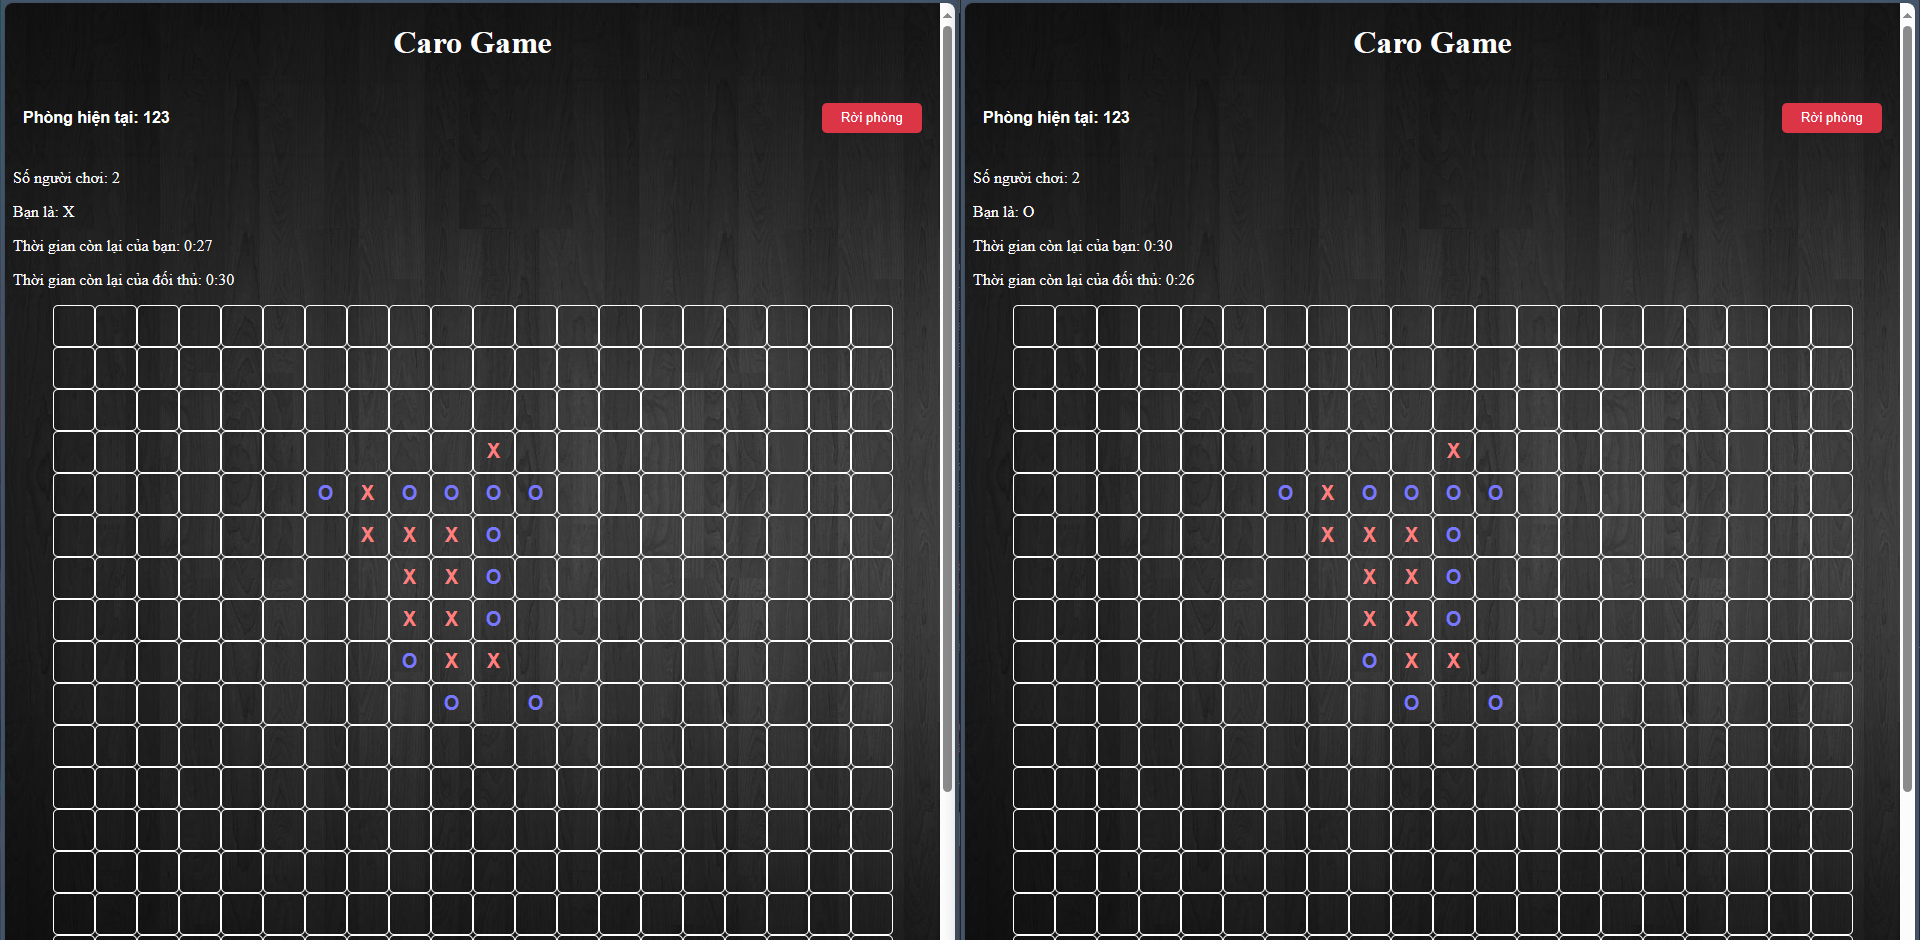 Caro Game
Phòng hiện tại: 123
Rời phòng
Số người chơi: 2
Bạn là: X
Thời gian còn lại của bạn: 0:27
Thời gian còn lại của đối thủ: 0:30
X
O X O O O O
X X X O
X X O
X X O
O X X
O O
Caro Game
Phòng hiện tại: 123
Rời phòng
Số người chơi: 2
Bạn là: O
Thời gian còn lại của bạn: 0:30
Thời gian còn lại của đối thủ: 0:26
X
O X O O O O
X X X O
X X O
X X O
O X X
O O